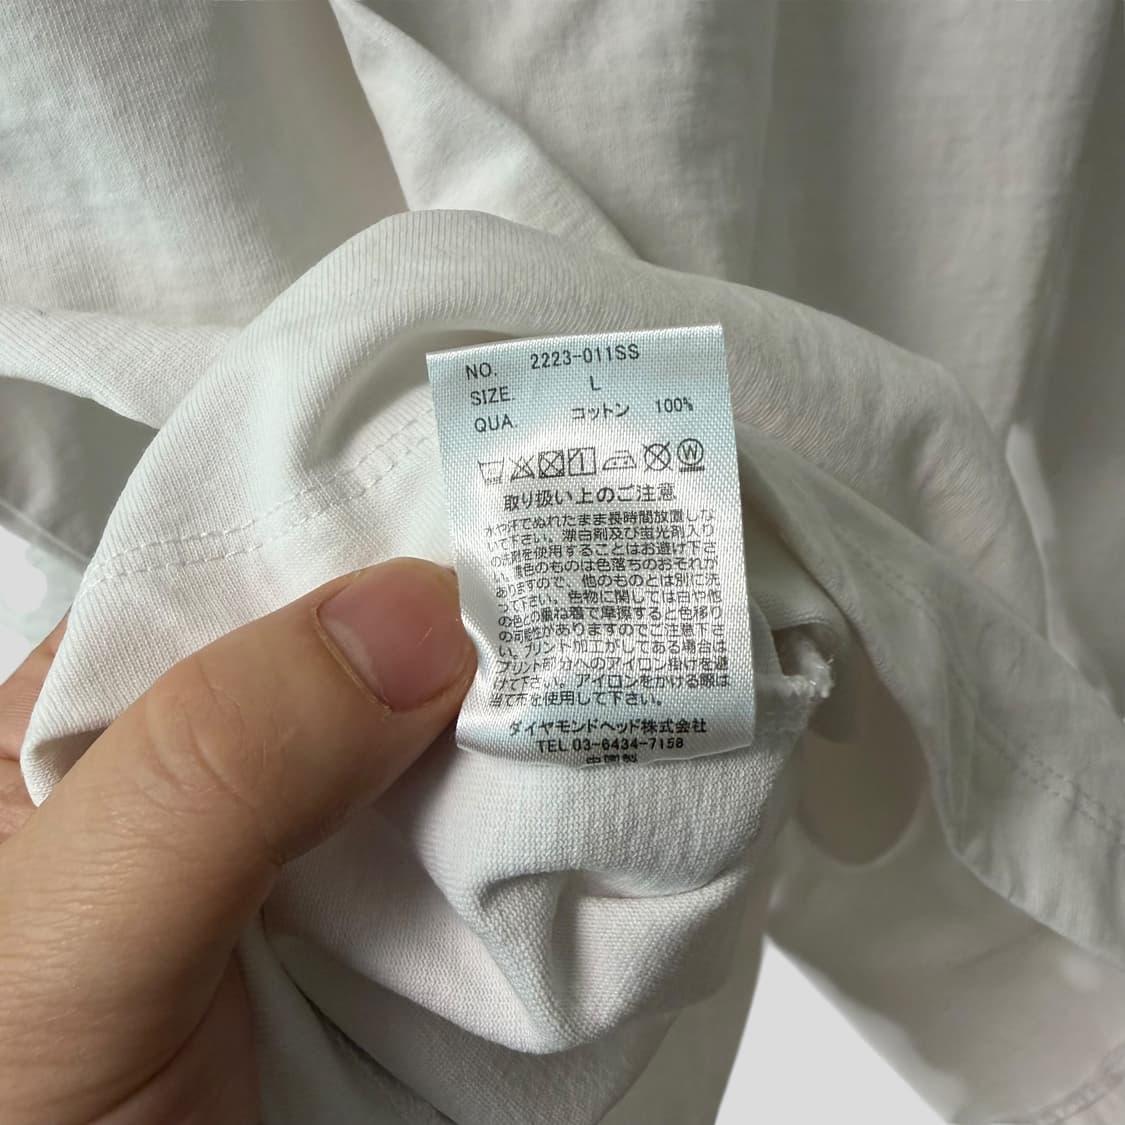 NO. 2223-011SS
SIZE. L
QUA. コットン 100%
取り扱い上のご注意
水や汗でぬれたまま長時間放置しな
いで下さい。漂白剤及び蛍光剤入り
の洗剤を使用することはお避け下さ
い。濃色のものは色落ちのおそれが
ありますので、他のものとは別に洗
って下さい。色物に関しては白や他
の色との重ね着で摩擦すると色移り
の可能性がありますのでご注意下さ
い。プリント加工がしてある場合は
プリント部分へのアイロン掛けを避
けて下さい。アイロンをかける際は
当て布を使用して下さい。
ダイヤモンドヘッド株式会社
TEL 03-6434-7158
中国製